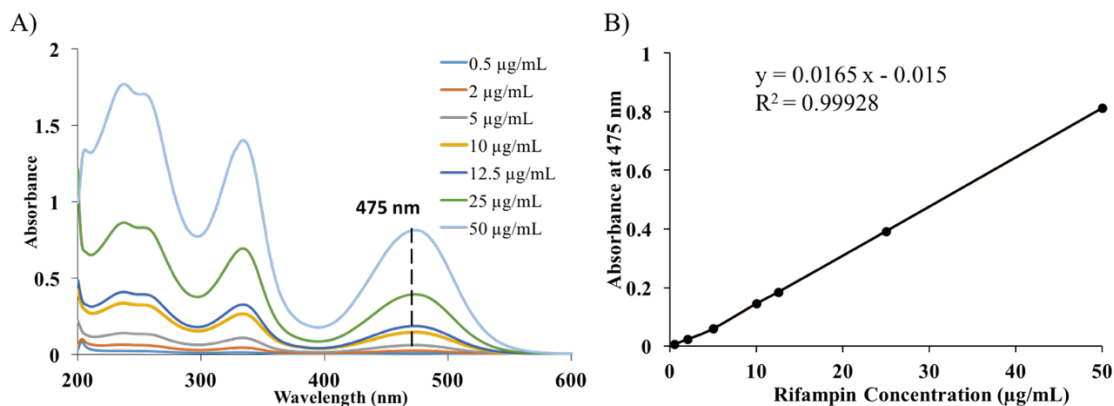 A)
2
1.5
1
0.5
0
200
300
400
500
600
Absorbance
Wavelength (nm)
475 nm
0.5 µg/mL
2 µg/mL
5 µg/mL
10 µg/mL
12.5 µg/mL
25 µg/mL
50 µg/mL
B)
1
0.8
0.6
0.4
0.2
0
0
10
20
30
40
50
Absorbance at 475 nm
Rifampin Concentration (µg/mL)
y = 0.0165 x - 0.015
R² = 0.99928